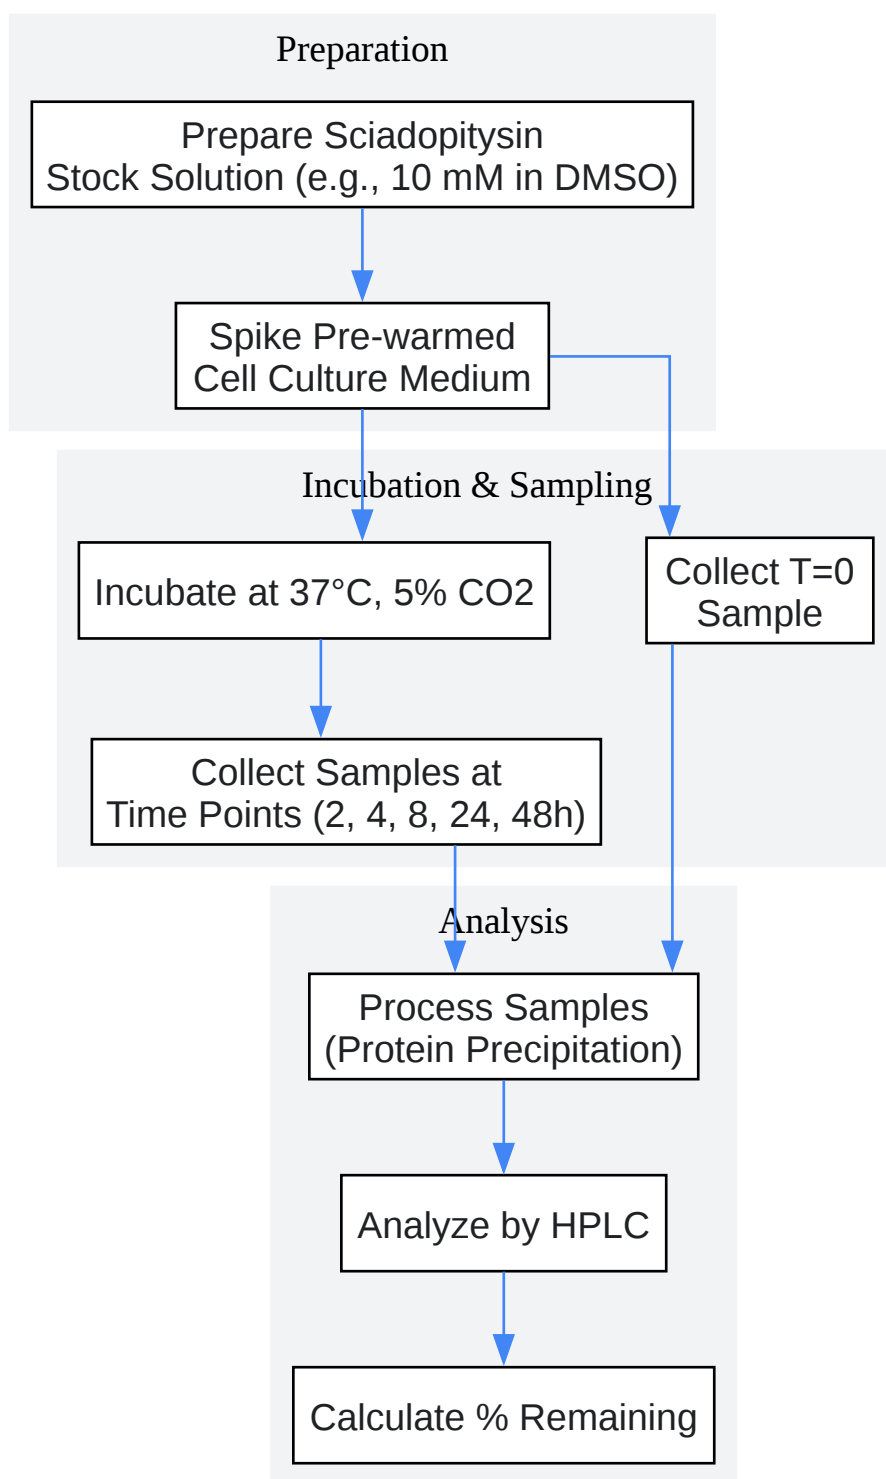 Preparation
Prepare Sciadopitysin
Stock Solution (e.g., 10 mM in DMSO)
Spike Pre-warmed
Cell Culture Medium
Incubation & Sampling
Incubate at 37°C, 5% CO2
Collect T=0
Sample
Collect Samples at
Time Points (2, 4, 8, 24, 48h)
Analysis
Process Samples
(Protein Precipitation)
Analyze by HPLC
Calculate % Remaining